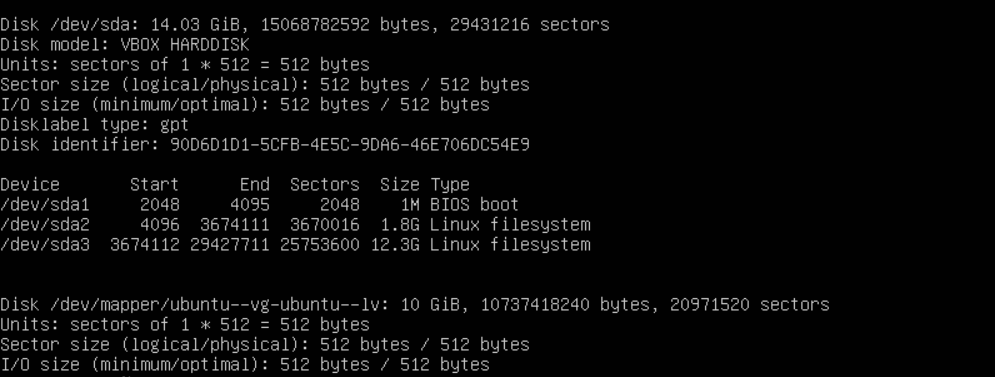 Disk /dev/sda: 14.03 GiB, 15068782592 bytes, 29431216 sectors
Disk model: VBOX HARDDISK
Units: sectors of 1 * 512 = 512 bytes
Sector size (logical/physical): 512 bytes / 512 bytes
I/O size (minimum/optimal): 512 bytes / 512 bytes
Disklabel type: gpt
Disk identifier: 90D6D1D1-5CFB-4E5C-9DA6-46E706DC54E9
Device Start End Sectors Size Type
/dev/sda1 2048 4095 2048 1M BIOS boot
/dev/sda2 4096 3674111 3670016 1.8G Linux filesystem
/dev/sda3 3674112 29427711 25753600 12.3G Linux filesystem
Disk /dev/mapper/ubuntu--vg-ubuntu--lv: 10 GiB, 10737418240 bytes, 20971520 sectors
Units: sectors of 1 * 512 = 512 bytes
Sector size (logical/physical): 512 bytes / 512 bytes
I/O size (minimum/optimal): 512 bytes / 512 bytes